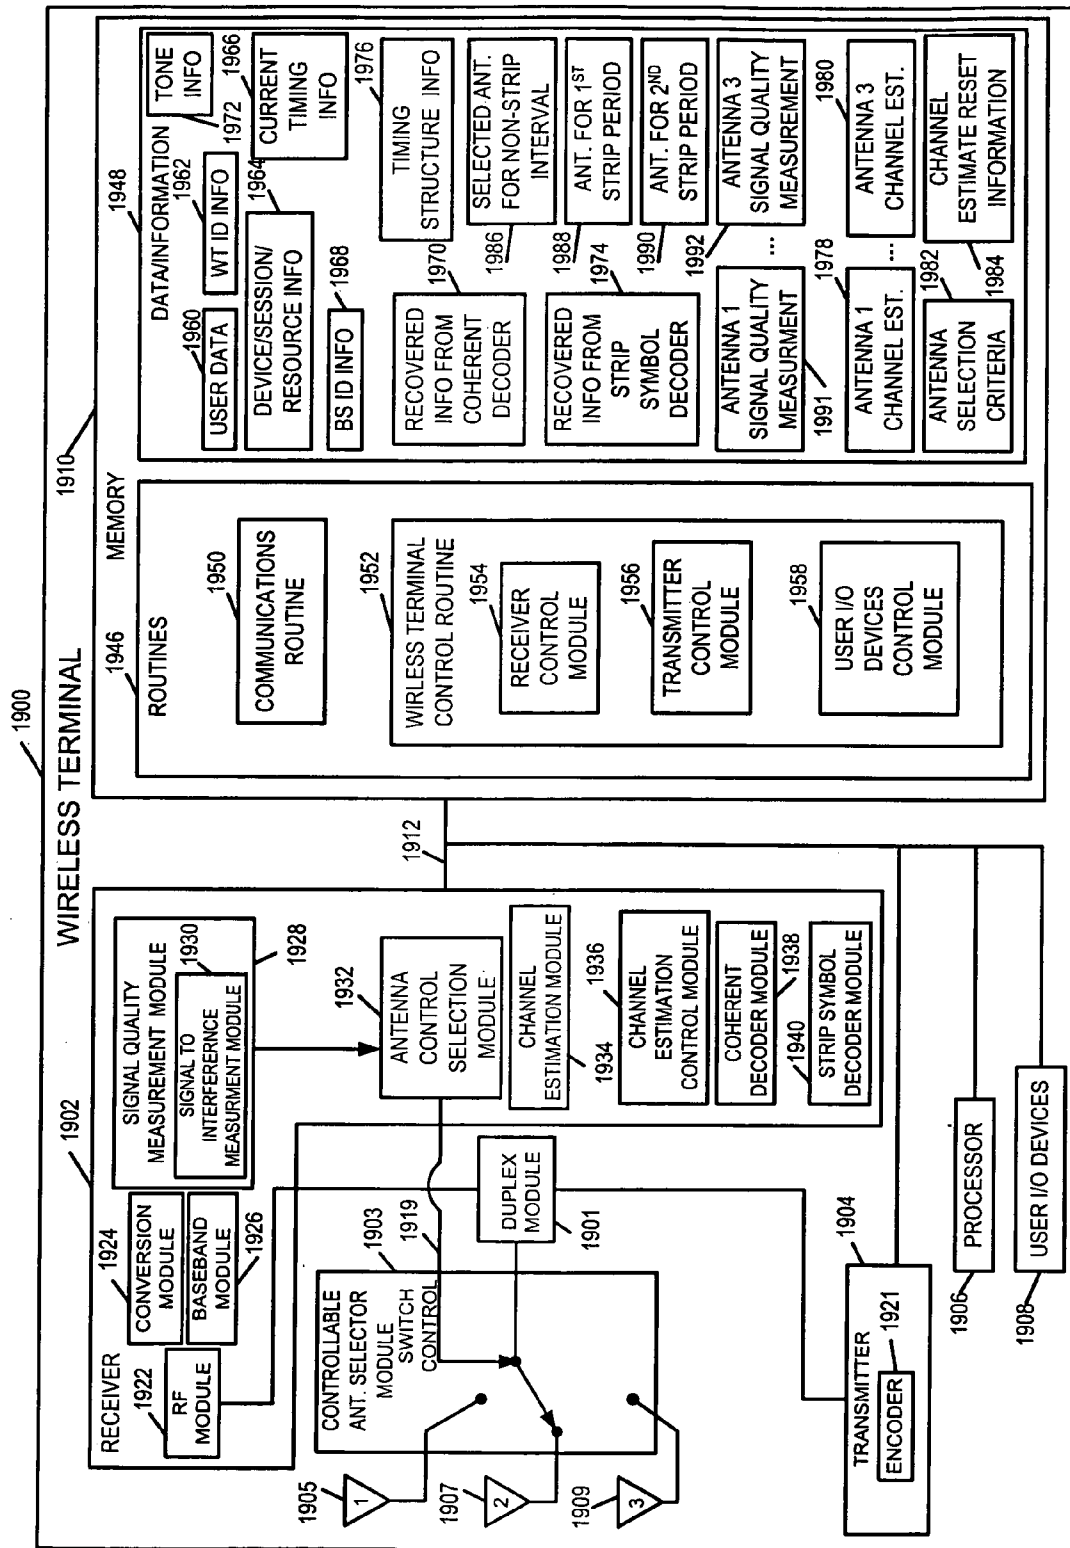 1900
WIRELESS TERMINAL
1902
RECEIVER
1922
RF
MODULE
1924
CONVERSION
MODULE
BASEBAND
MODULE
1926
SIGNAL QUALITY
MEASUREMENT MODULE
1930
SIGNAL TO
INTERFERERNCE
MEASURMENT MODULE
1928
1932
ANTENNA
CONTROL
SELECTION
MODULE
CHANNEL
ESTIMATION MODULE
1934
1936
CHANNEL
ESTIMATION
CONTROL MODULE
COHERENT
DECODER MODULE
1938
1940
STRIP SYMBOL
DECODER MODULE
1905
1
1907
2
1909
3
CONTROLLABLE
ANT. SELECTOR
MODULE
SWITCH
CONTROL
1903
1919
DUPLEX
MODULE
1901
TRANSMITTER
1904
ENCODER
1921
PROCESSOR
1906
USER I/O DEVICES
1908
1912
1910
MEMORY
1946
ROUTINES
1950
COMMUNICATIONS
ROUTINE
1952
WIRLESS TERMINAL
CONTROL ROUTINE
1954
RECEIVER
CONTROL
MODULE
1956
TRANSMITTER
CONTROL
MODULE
1958
USER I/O
DEVICES
CONTROL
MODULE
1948
DATA/INFORMATION
1960
USER DATA
1962
WT ID INFO
1972
TONE
INFO
DEVICE/SESSION/
RESOURCE INFO
1964
CURRENT
TIMING
INFO
1966
BS ID INFO
1968
1976
TIMING
STRUCTURE INFO
1970
RECOVERED
INFO FROM
COHERENT
DECODER
SELECTED ANT.
FOR NON-STRIP
INTERVAL
1986
1974
RECOVERED
INFO FROM
STRIP
SYMBOL
DECODER
ANT. FOR 1ST
STRIP PERIOD
1988
ANT. FOR 2ND
STRIP PERIOD
1990
ANTENNA 1
SIGNAL QUALITY
MEASURMENT
1991
...
ANTENNA 3
SIGNAL QUALITY
MEASUREMENT
1992
1978
ANTENNA 1
CHANNEL EST.
...
ANTENNA 3
CHANNEL EST.
1980
1982
ANTENNA
SELECTION
CRITERIA
CHANNEL
ESTIMATE RESET
INFORMATION
1984